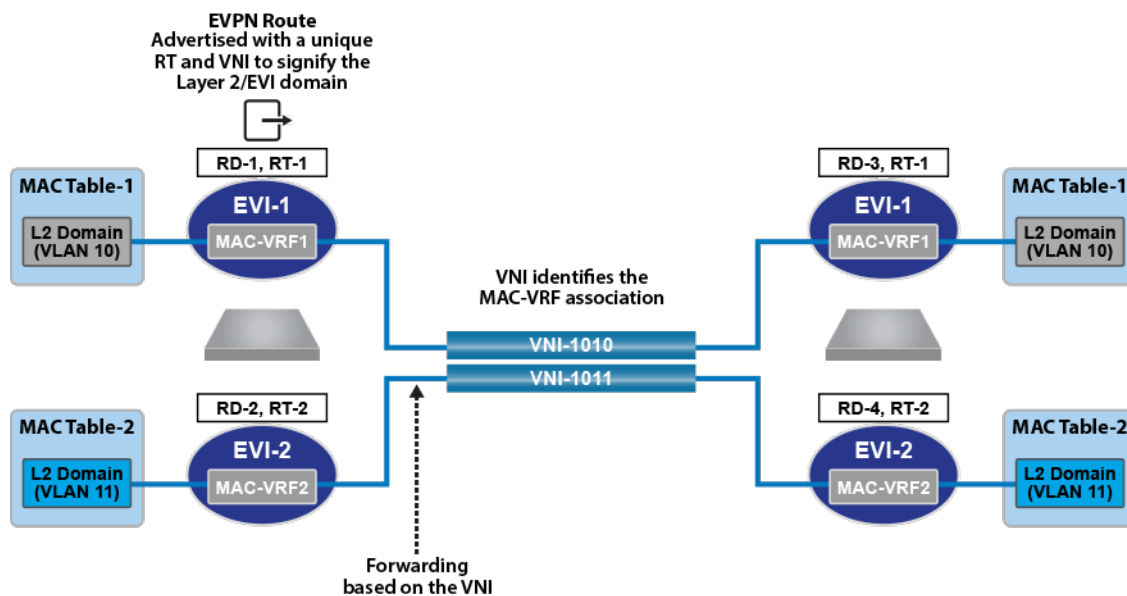 EVPN Route
Advertised with a unique
RT and VNI to signify the
Layer 2/EVI domain
RD-1, RT-1
RD-3, RT-1
MAC Table-1
L2 Domain
(VLAN 10)
EVI-1
MAC-VRF1
EVI-1
MAC-VRF1
MAC Table-1
L2 Domain
(VLAN 10)
VNI identifies the
MAC-VRF association
VNI-1010
VNI-1011
RD-2, RT-2
RD-4, RT-2
MAC Table-2
L2 Domain
(VLAN 11)
EVI-2
MAC-VRF2
EVI-2
MAC-VRF2
MAC Table-2
L2 Domain
(VLAN 11)
Forwarding
based on the VNI